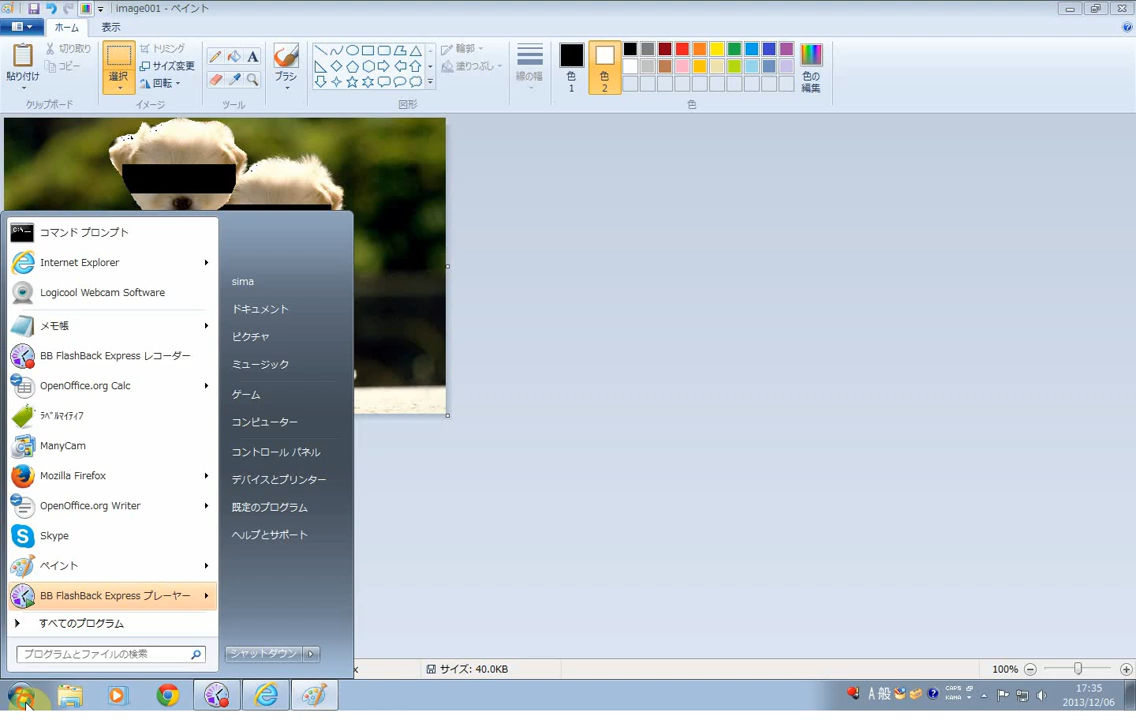 image001 - ペイント
ホーム
表示
貼り付け
切り取り
コピー
クリップボード
選択
トリミング
サイズ変更
回転
イメージ
A
ツール
ブラシ
図形
輪郭
塗りつぶし
線の幅
色
1
色
2
色の
編集
色
コマンド プロンプト
Internet Explorer
Logicool Webcam Software
メモ帳
BB FlashBack Express レコーダー
OpenOffice.org Calc
ﾗﾍﾞﾙﾏｲﾃｨ7
ManyCam
Mozilla Firefox
OpenOffice.org Writer
Skype
ペイント
BB FlashBack Express プレーヤー
すべてのプログラム
プログラムとファイルの検索
sima
ドキュメント
ピクチャ
ミュージック
ゲーム
コンピューター
コントロール パネル
デバイスとプリンター
既定のプログラム
ヘルプとサポート
シャットダウン
x
サイズ: 40.0KB
100%
A 般
CAPS
KANA
17:35
2013/12/06